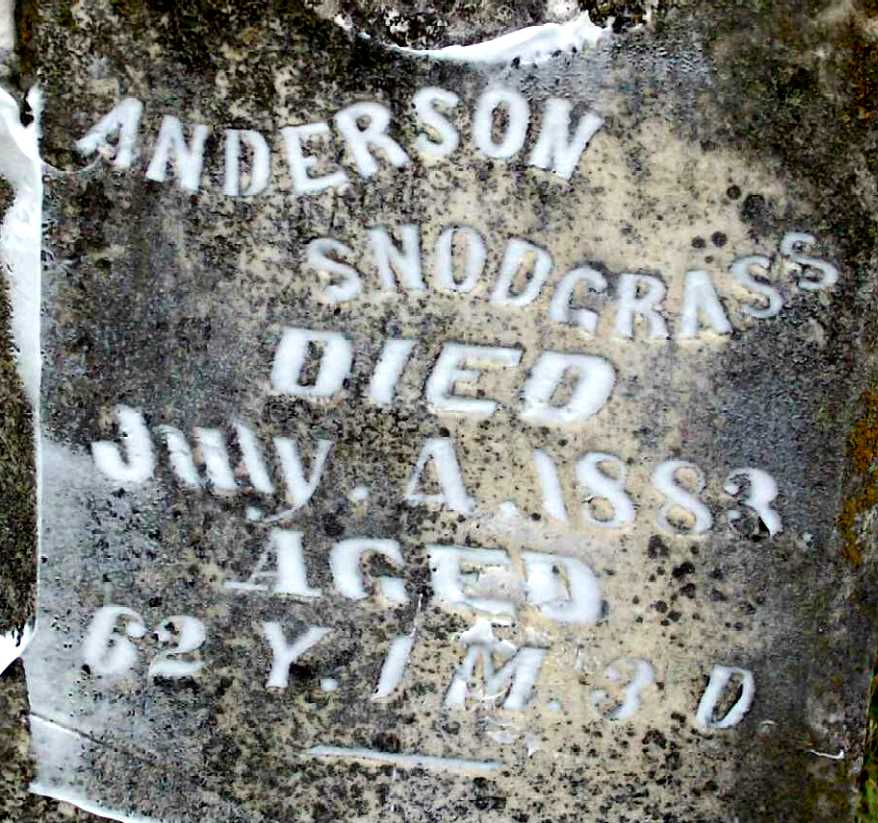 ANDERSON
SNODGRASS
DIED
July. 4, 1883.
AGED
62 Y. 1 M. 3 D